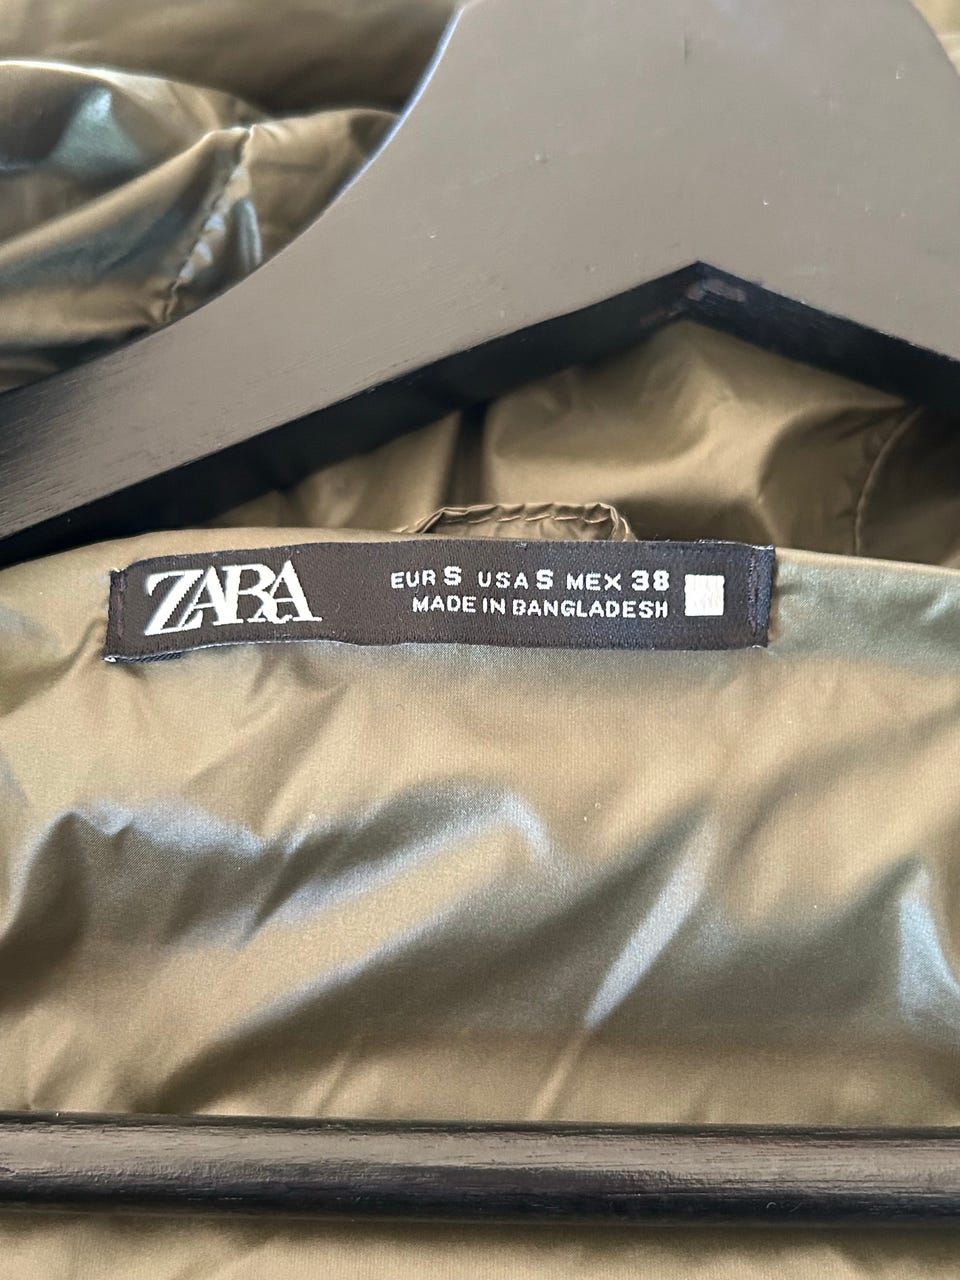 ZARA
EUR S USA S MEX 38
MADE IN BANGLADESH